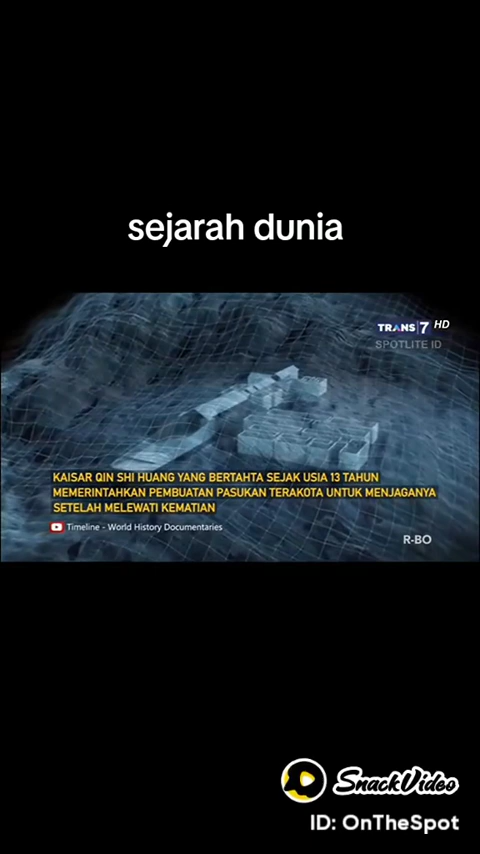 sejarah dunia
TRANS|7 HD
SPOTLITE ID
KAISAR QIN SHI HUANG YANG BERTAHTA SEJAK USIA 13 TAHUN
MEMERINTAHKAN PEMBUATAN PASUKAN TERAKOTA UNTUK MENJAGANYA
SETELAH MELEWATI KEMATIAN
Timeline - World History Documentaries
R-BO
SnackVideo
ID: OnTheSpot